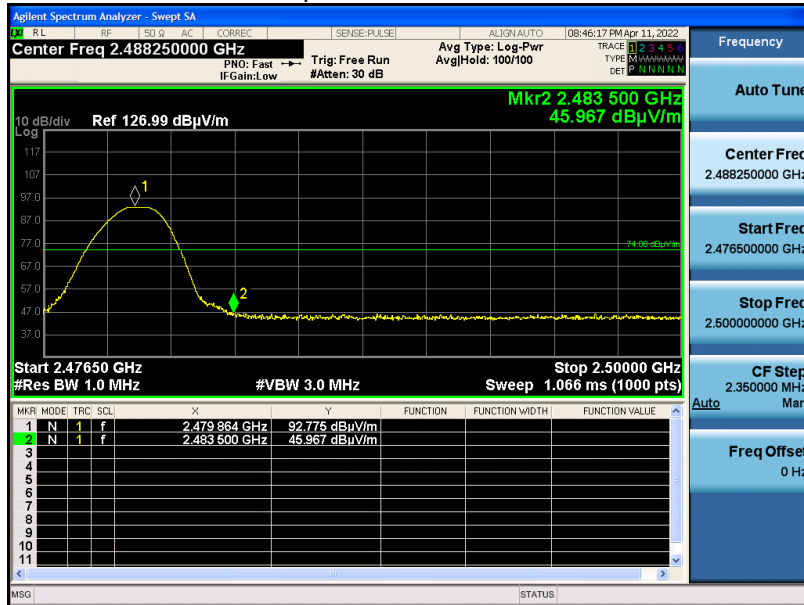 Agilent Spectrum Analyzer - Swept SA
LXI RL RF 50 Ω AC CORREC SENSE:PULSE ALIGNAUTO 08:46:17 PM Apr 11, 2022
Center Freq 2.488250000 GHz
PNO: Fast
IFGain:Low
Trig: Free Run
#Atten: 30 dB
Avg Type: Log-Pwr
Avg|Hold: 100/100
TRACE 1 2 3 4 5 6
TYPE M
DET P N N N N N
Mkr2 2.483 500 GHz
45.967 dBµV/m
10 dB/div Ref 126.99 dBµV/m
Log
117
107
97.0
87.0
77.0
67.0
57.0
47.0
37.0
1
2
74.00 dBµV/m
Start 2.47650 GHz Stop 2.50000 GHz
#Res BW 1.0 MHz #VBW 3.0 MHz Sweep 1.066 ms (1000 pts)
MKR MODE TRC SCL X Y FUNCTION FUNCTION WIDTH FUNCTION VALUE
1 N 1 f 2.479 864 GHz 92.775 dBµV/m
2 N 1 f 2.483 500 GHz 45.967 dBµV/m
3
4
5
6
7
8
9
10
11
MSG STATUS
Frequency
Auto Tune
Center Freq
2.488250000 GHz
Start Freq
2.476500000 GHz
Stop Freq
2.500000000 GHz
CF Step
2.350000 MHz
Auto Man
Freq Offset
0 Hz